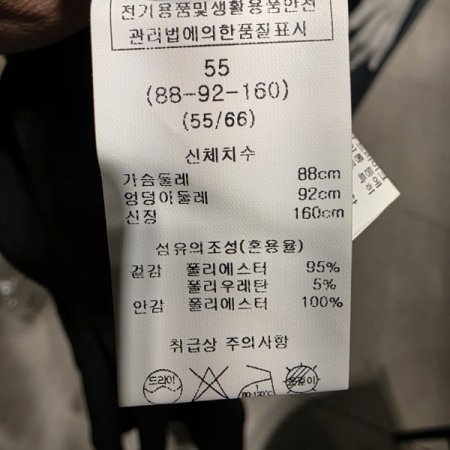 전기용품및생활용품안전
관리법에의한품질표시
55
(88-92-160)
(55/66)
신체치수
가슴둘레 88cm
엉덩이둘레 92cm
신장 160cm
섬유의조성(혼용율)
겉감 폴리에스터 95%
폴리우레탄 5%
안감 폴리에스터 100%
취급상 주의사항
드라이